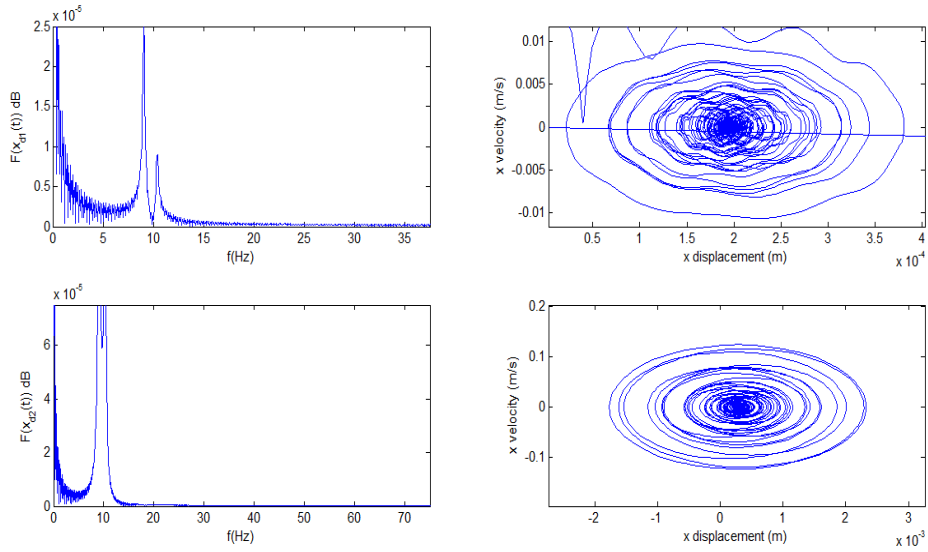 x 10^-5
2.5
2
1.5
1
0.5
0
F(x_d1(t)) dB
0 5 10 15 20 25 30 35
f(Hz)
0.01
0.005
0
-0.005
-0.01
x velocity (m/s)
0.5 1 1.5 2 2.5 3 3.5 4
x displacement (m)
x 10^-4
x 10^-5
6
4
2
0
F(x_d2(t)) dB
0 10 20 30 40 50 60 70
f(Hz)
0.2
0.1
0
-0.1
x velocity (m/s)
-2 -1 0 1 2 3
x displacement (m)
x 10^-3